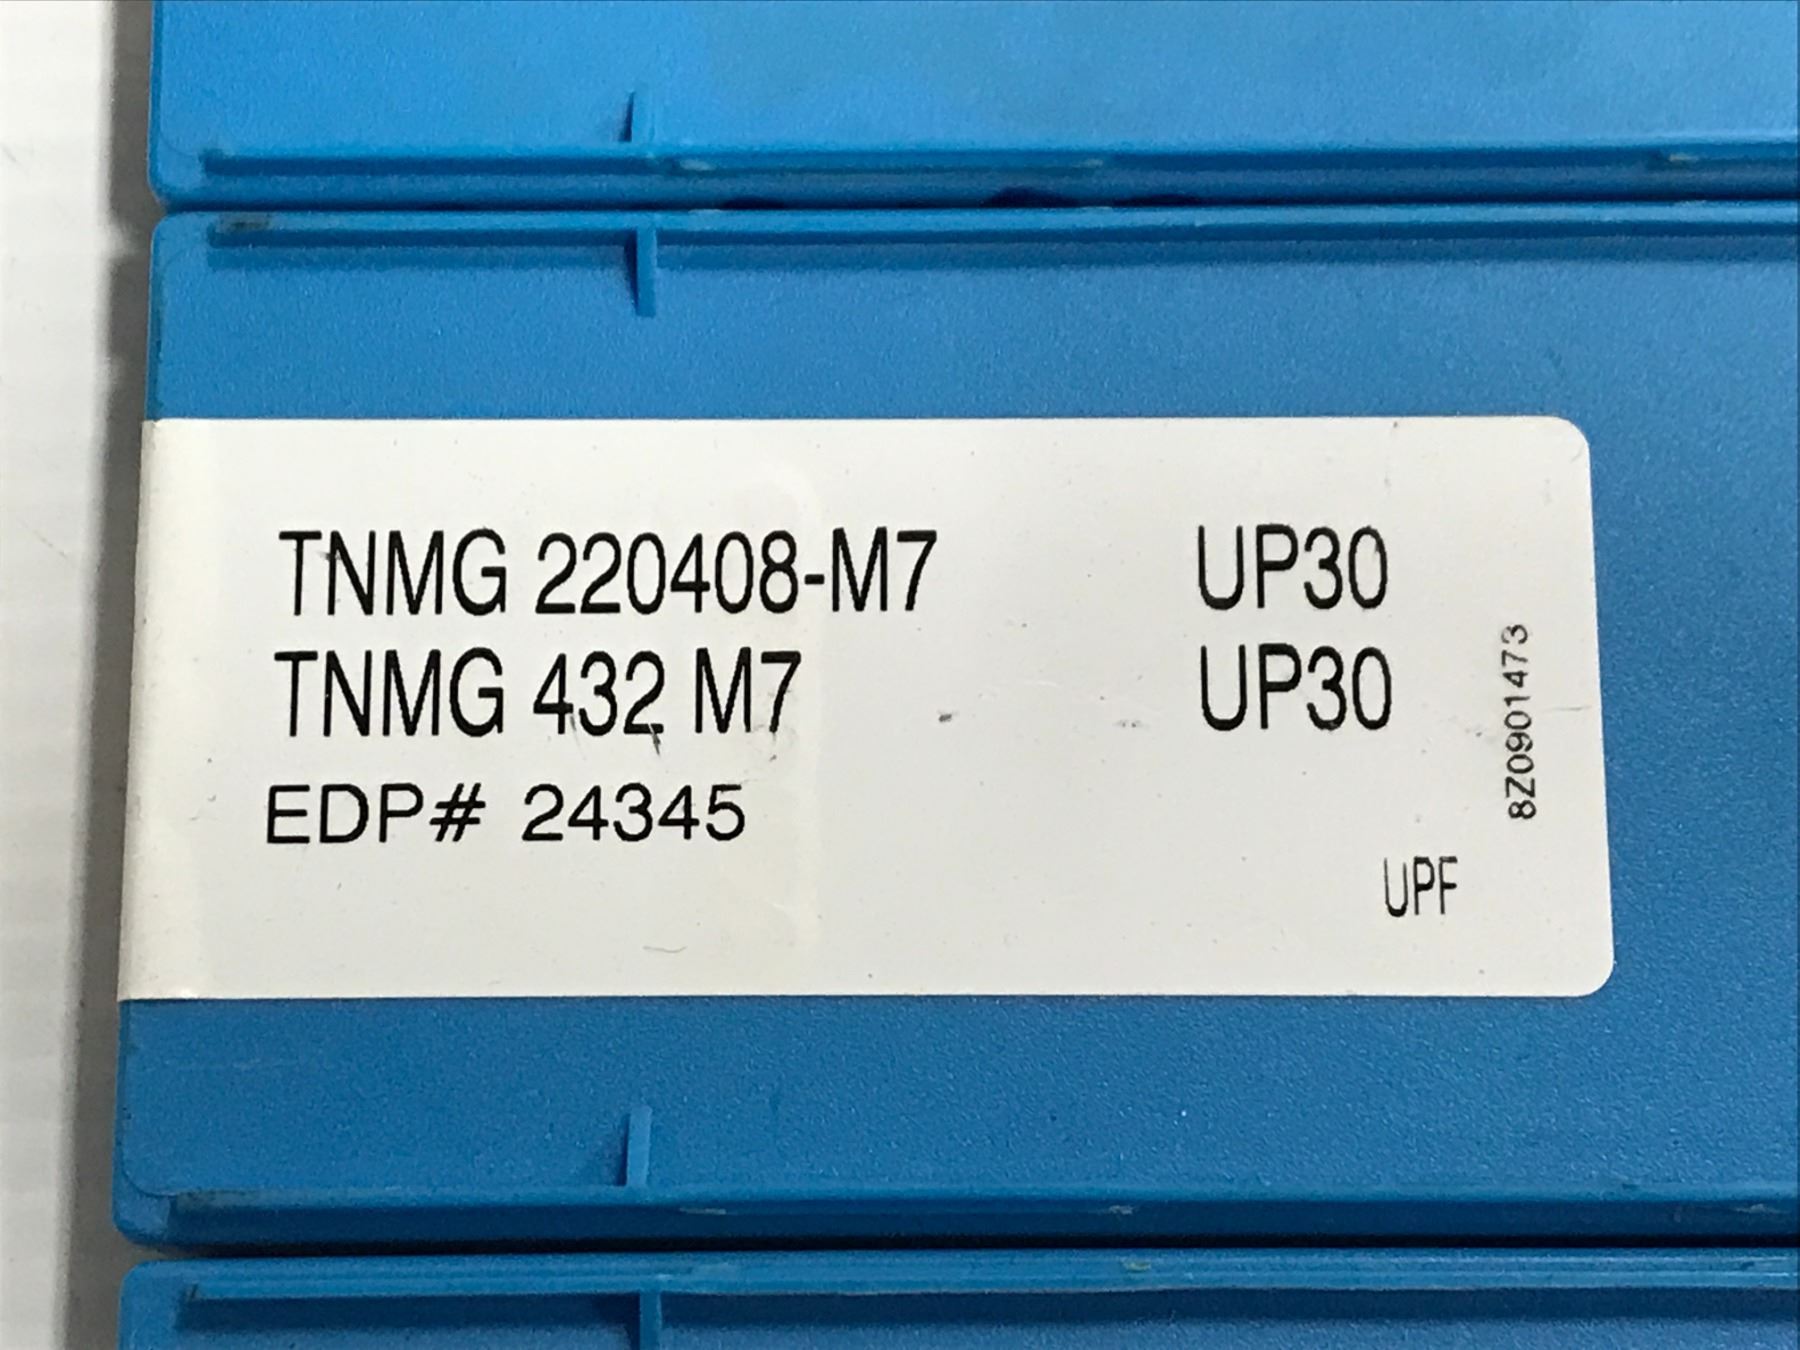 TNMG 220408-M7 UP30
TNMG 432 M7 UP30
EDP# 24345
8Z0901473
UPF